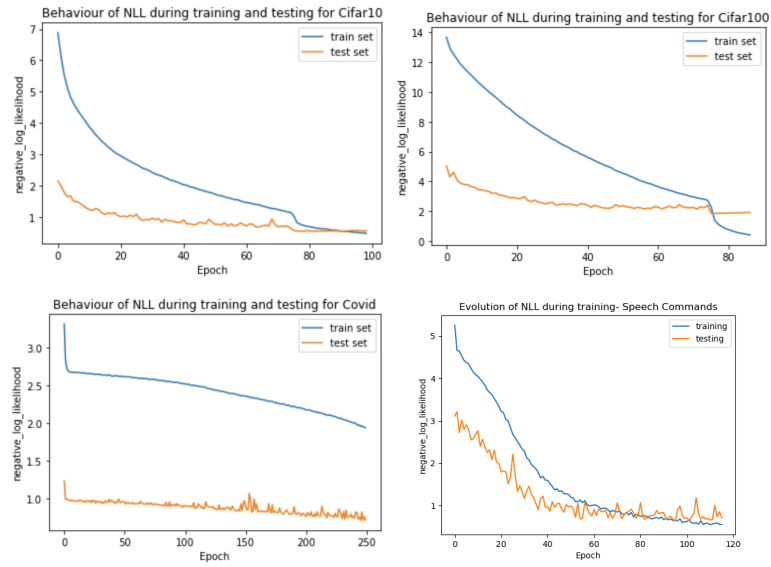 Behaviour of NLL during training and testing for Cifar10
7
6
5
4
3
2
1
negative_log_likelihood
train set
test set
0
20
40
60
80
100
Epoch
Behaviour of NLL during training and testing for Cifar100
14
12
10
8
6
4
2
0
negative_log_likelihood
train set
test set
0
20
40
60
80
Epoch
Behaviour of NLL during training and testing for Covid
3.0
2.5
2.0
1.5
1.0
negative_log_likelihood
train set
test set
0
50
100
150
200
250
Epoch
Evolution of NLL during training- Speech Commands
5
4
3
2
1
negative_log_likelihood
training
testing
0
20
40
60
80
100
120
Epoch